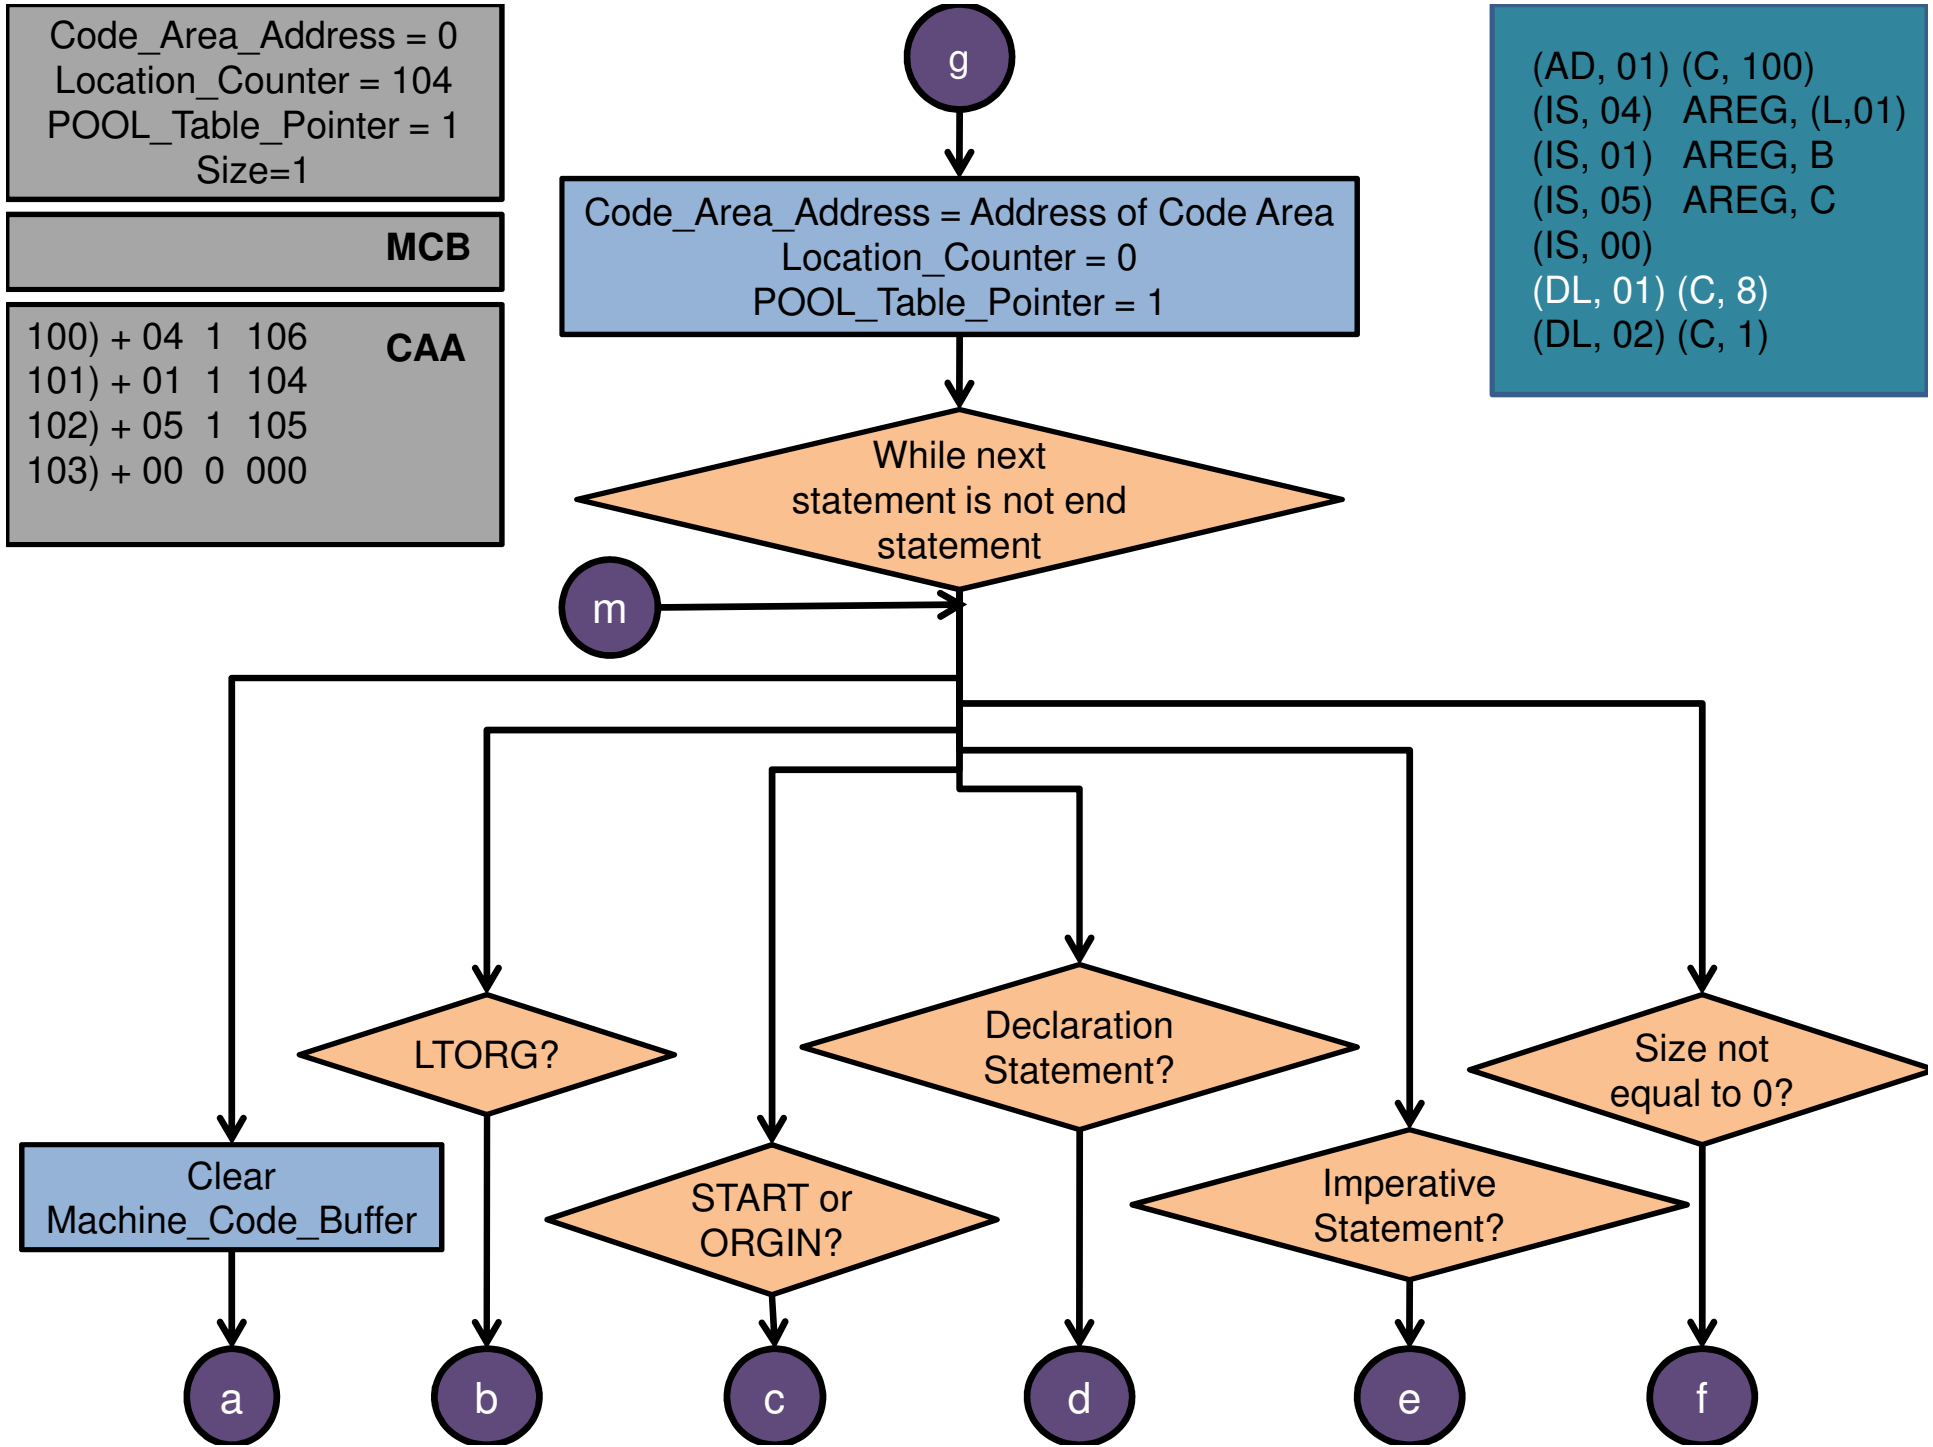 Code_Area_Address = 0
Location_Counter = 104
POOL_Table_Pointer = 1
Size=1
MCB
100) + 04 1 106
101) + 01 1 104
102) + 05 1 105
103) + 00 0 000
CAA
g
Code_Area_Address = Address of Code Area
Location_Counter = 0
POOL_Table_Pointer = 1
(AD, 01) (C, 100)
(IS, 04) AREG, (L,01)
(IS, 01) AREG, B
(IS, 05) AREG, C
(IS, 00)
(DL, 01) (C, 8)
(DL, 02) (C, 1)
While next
statement is not end
statement
m
Clear
Machine_Code_Buffer
LTORG?
START or
ORGIN?
Declaration
Statement?
Imperative
Statement?
Size not
equal to 0?
a
b
c
d
e
f